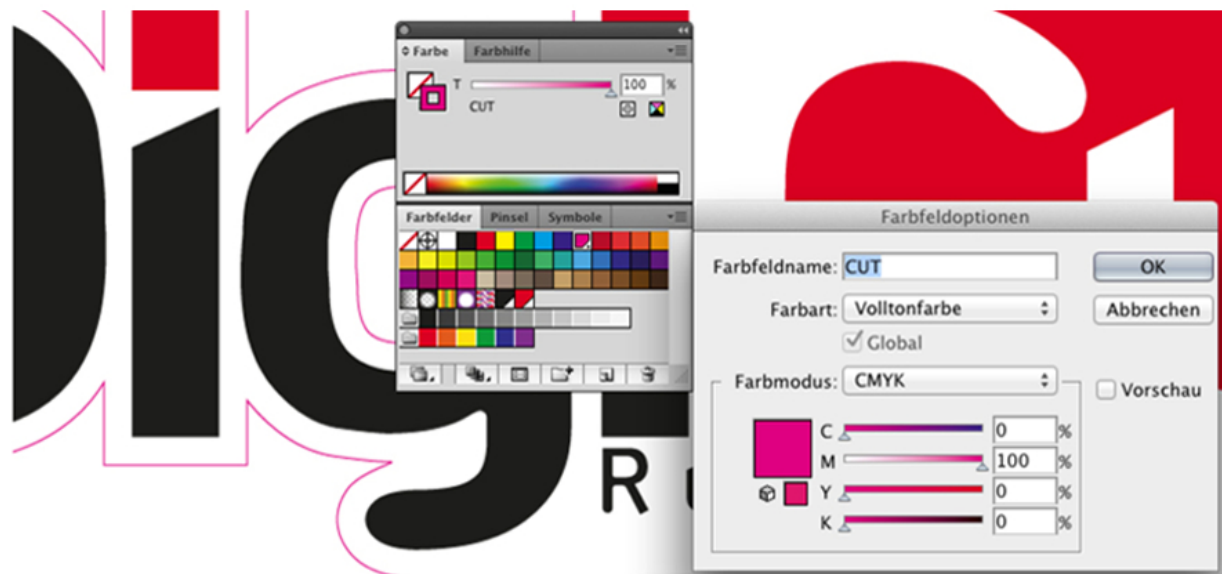 Dig
R
Farbe Farbhilfe
T 100 %
CUT
Farbfelder Pinsel Symbole
Farbfeldoptionen
Farbfeldname: CUT
OK
Farbart: Volltonfarbe
Abbrechen
Global
Farbmodus: CMYK
Vorschau
C 0 %
M 100 %
Y 0 %
K 0 %